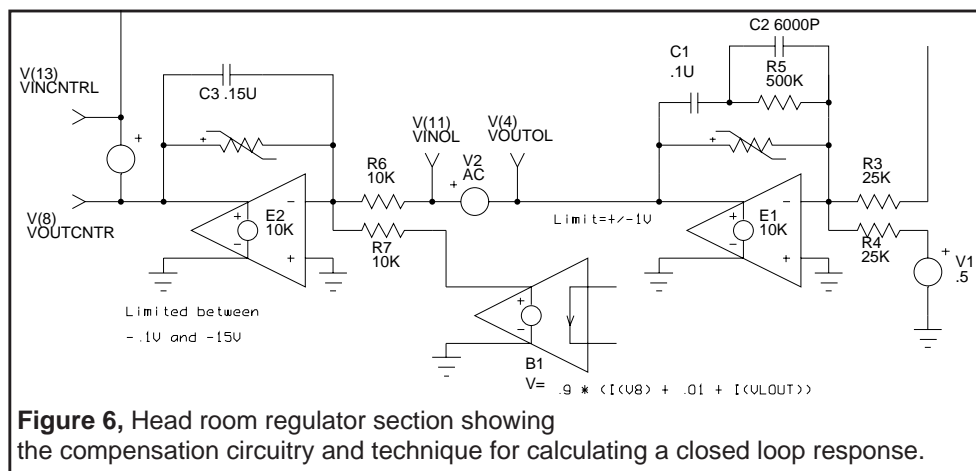 C2 6000P
C1
.1U
R5
500K
V(13)
VINCNTRL
C3 .15U
V(11)
VINOL
V(4)
VOUTOL
+
+
+
R6
10K
V2
AC
+
R3
25K
V(8)
VOUTCNTR
+
-
E2
10K
-
+
R7
10K
Limit=+/-1V
+
-
E1
10K
-
+
R4
25K
+
V1
.5
Limited between
-.1V and -15V
+
-
B1
V= .9 * (I(V8) + .01 + I(VLOUT))
Figure 6, Head room regulator section showing
the compensation circuitry and technique for calculating a closed loop response.